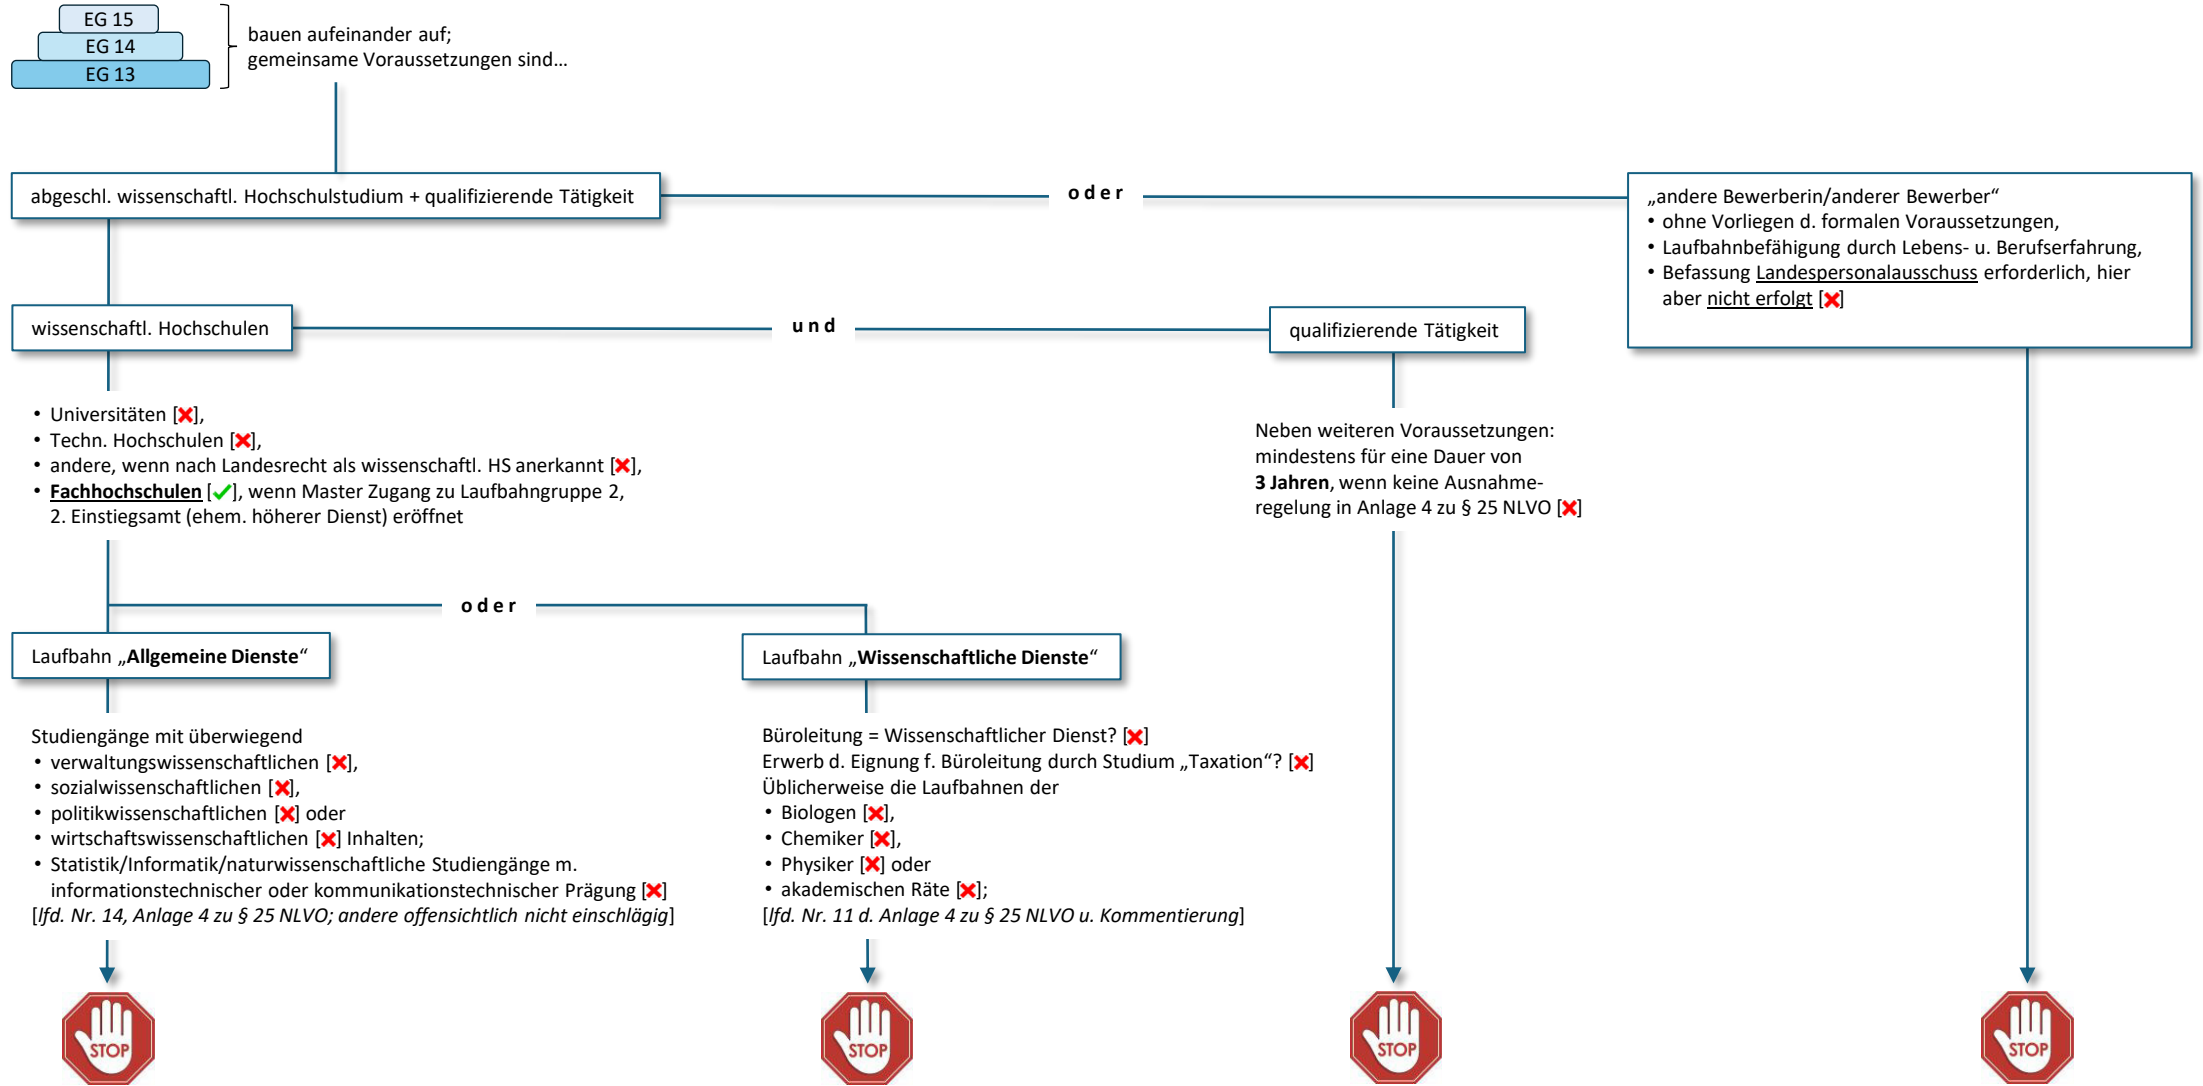 EG 15
EG 14
EG 13
bauen aufeinander auf;
gemeinsame Voraussetzungen sind…
abgeschl. wissenschaftl. Hochschulstudium + qualifizierende Tätigkeit
oder
„andere Bewerberin/anderer Bewerber“
• ohne Vorliegen d. formalen Voraussetzungen,
• Laufbahnbefähigung durch Lebens- u. Berufserfahrung,
• Befassung Landespersonalausschuss erforderlich, hier
aber nicht erfolgt [❌]
wissenschaftl. Hochschulen
und
qualifizierende Tätigkeit
• Universitäten [❌],
• Techn. Hochschulen [❌],
• andere, wenn nach Landesrecht als wissenschaftl. HS anerkannt [❌],
• Fachhochschulen [✓], wenn Master Zugang zu Laufbahngruppe 2,
2. Einstiegsamt (ehem. höherer Dienst) eröffnet
Neben weiteren Voraussetzungen:
mindestens für eine Dauer von
3 Jahren, wenn keine Ausnahme-
regelung in Anlage 4 zu § 25 NLVO [❌]
oder
Laufbahn „Allgemeine Dienste“
Laufbahn „Wissenschaftliche Dienste“
Studiengänge mit überwiegend
• verwaltungswissenschaftlichen [❌],
• sozialwissenschaftlichen [❌],
• politikwissenschaftlichen [❌] oder
• wirtschaftswissenschaftlichen [❌] Inhalten;
• Statistik/Informatik/naturwissenschaftliche Studiengänge m.
informationstechnischer oder kommunikationstechnischer Prägung [❌]
[lfd. Nr. 14, Anlage 4 zu § 25 NLVO; andere offensichtlich nicht einschlägig]
Büroleitung = Wissenschaftlicher Dienst? [❌]
Erwerb d. Eignung f. Büroleitung durch Studium „Taxation“? [❌]
Üblicherweise die Laufbahnen der
• Biologen [❌],
• Chemiker [❌],
• Physiker [❌] oder
• akademischen Räte [❌];
[lfd. Nr. 11 d. Anlage 4 zu § 25 NLVO u. Kommentierung]
STOP
STOP
STOP
STOP